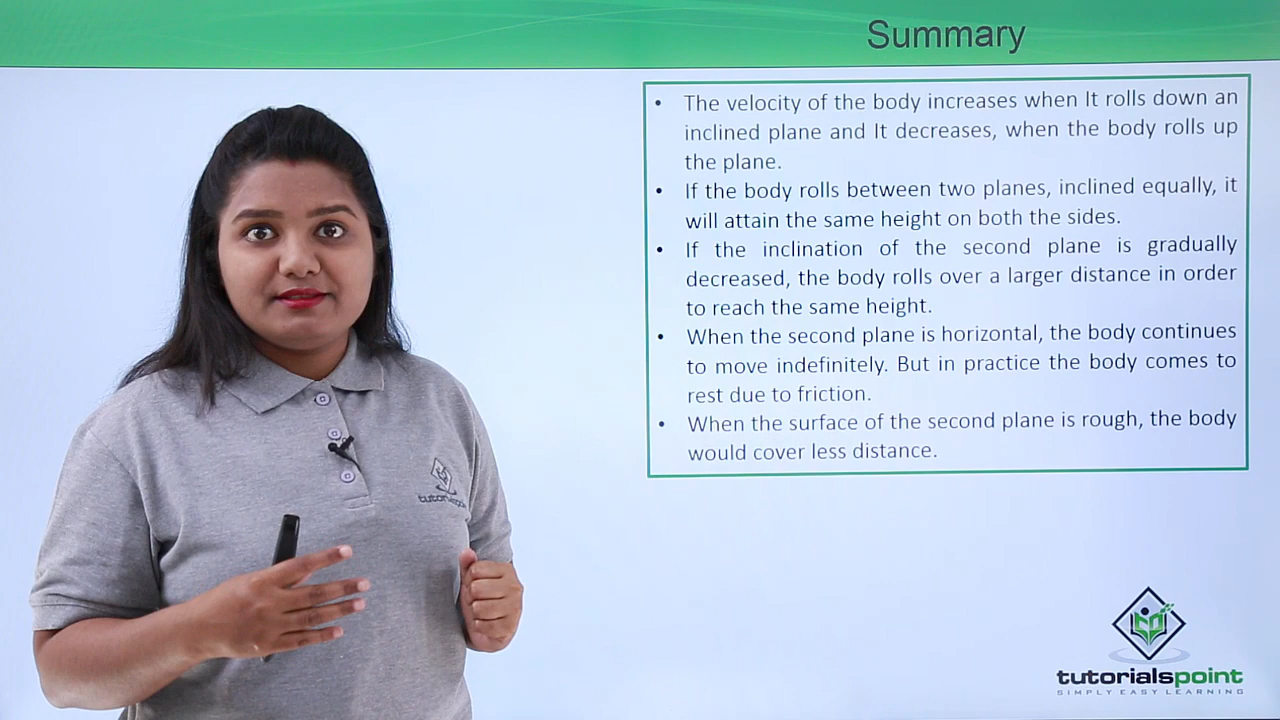 Summary
• The velocity of the body increases when It rolls down an
inclined plane and It decreases, when the body rolls up
the plane.
• If the body rolls between two planes, inclined equally, it
will attain the same height on both the sides.
• If the inclination of the second plane is gradually
decreased, the body rolls over a larger distance in order
to reach the same height.
• When the second plane is horizontal, the body continues
to move indefinitely. But in practice the body comes to
rest due to friction.
• When the surface of the second plane is rough, the body
would cover less distance.
tutorialspoint
SIMPLY EASY LEARNING